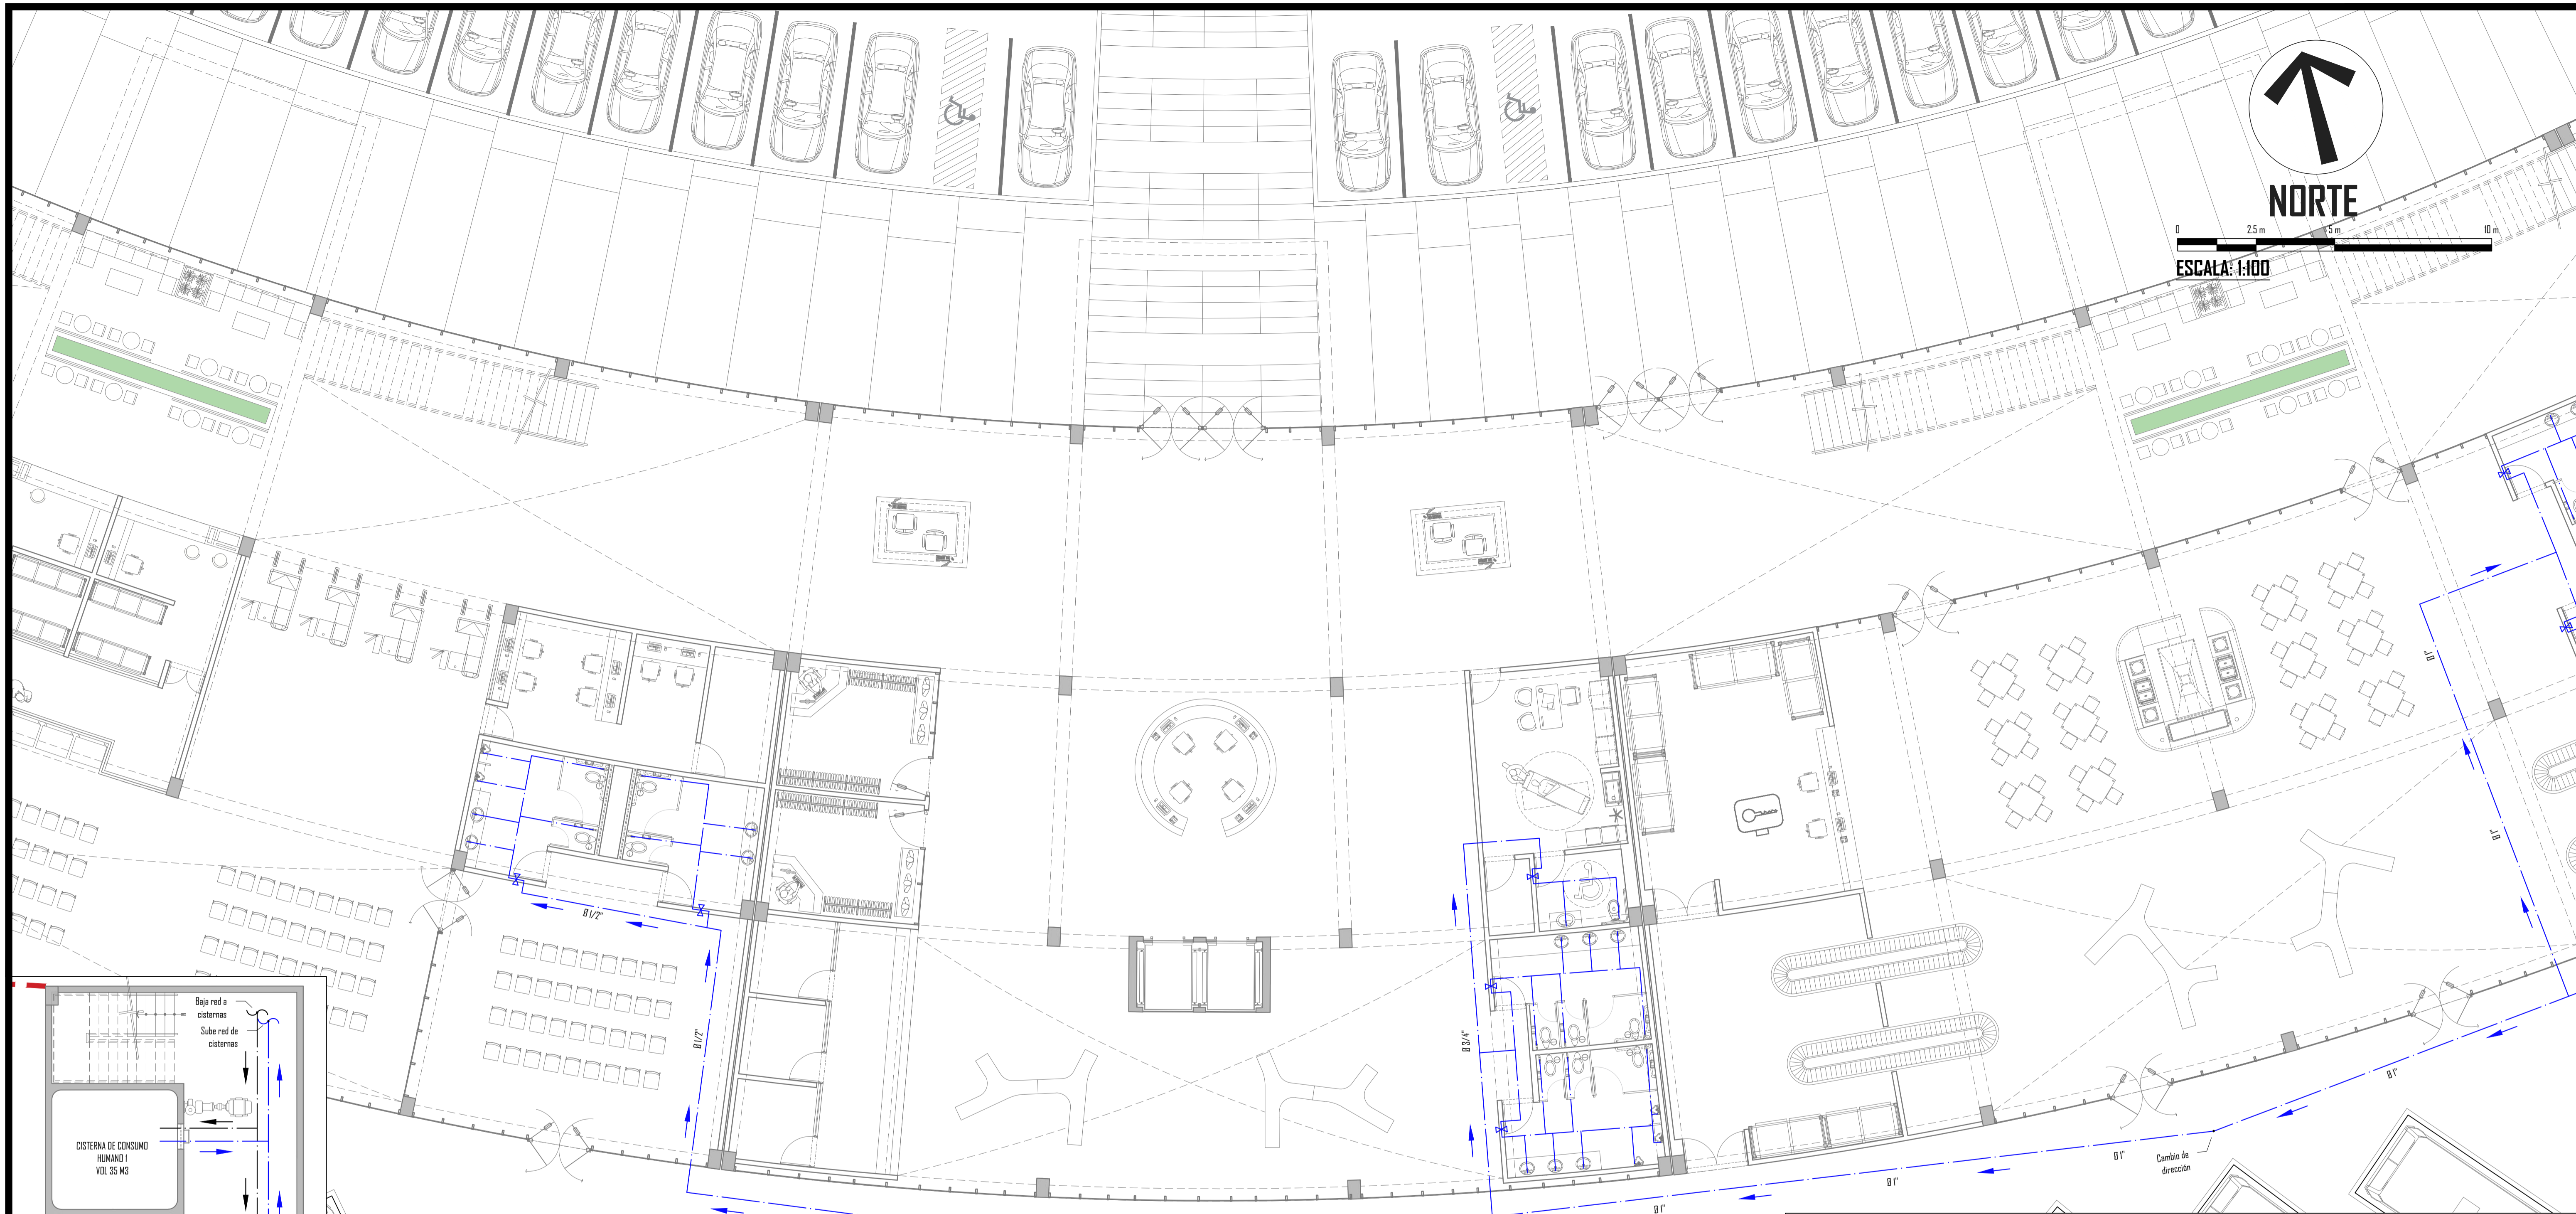 NORTE
0 2.5 m 5 m 10 m
ESCALA: 1:100
Ø 1/2"
Ø 1/2"
Ø 3/4"
Ø 1"
Ø 1"
Ø 1"
Ø 1"
Ø 1"
Ø 1"
Cambio de
dirección
Baja red a
cisternas
Sube red de
cisternas
CISTERNA DE CONSUMO
HUMANO 1
VOL 35 M3